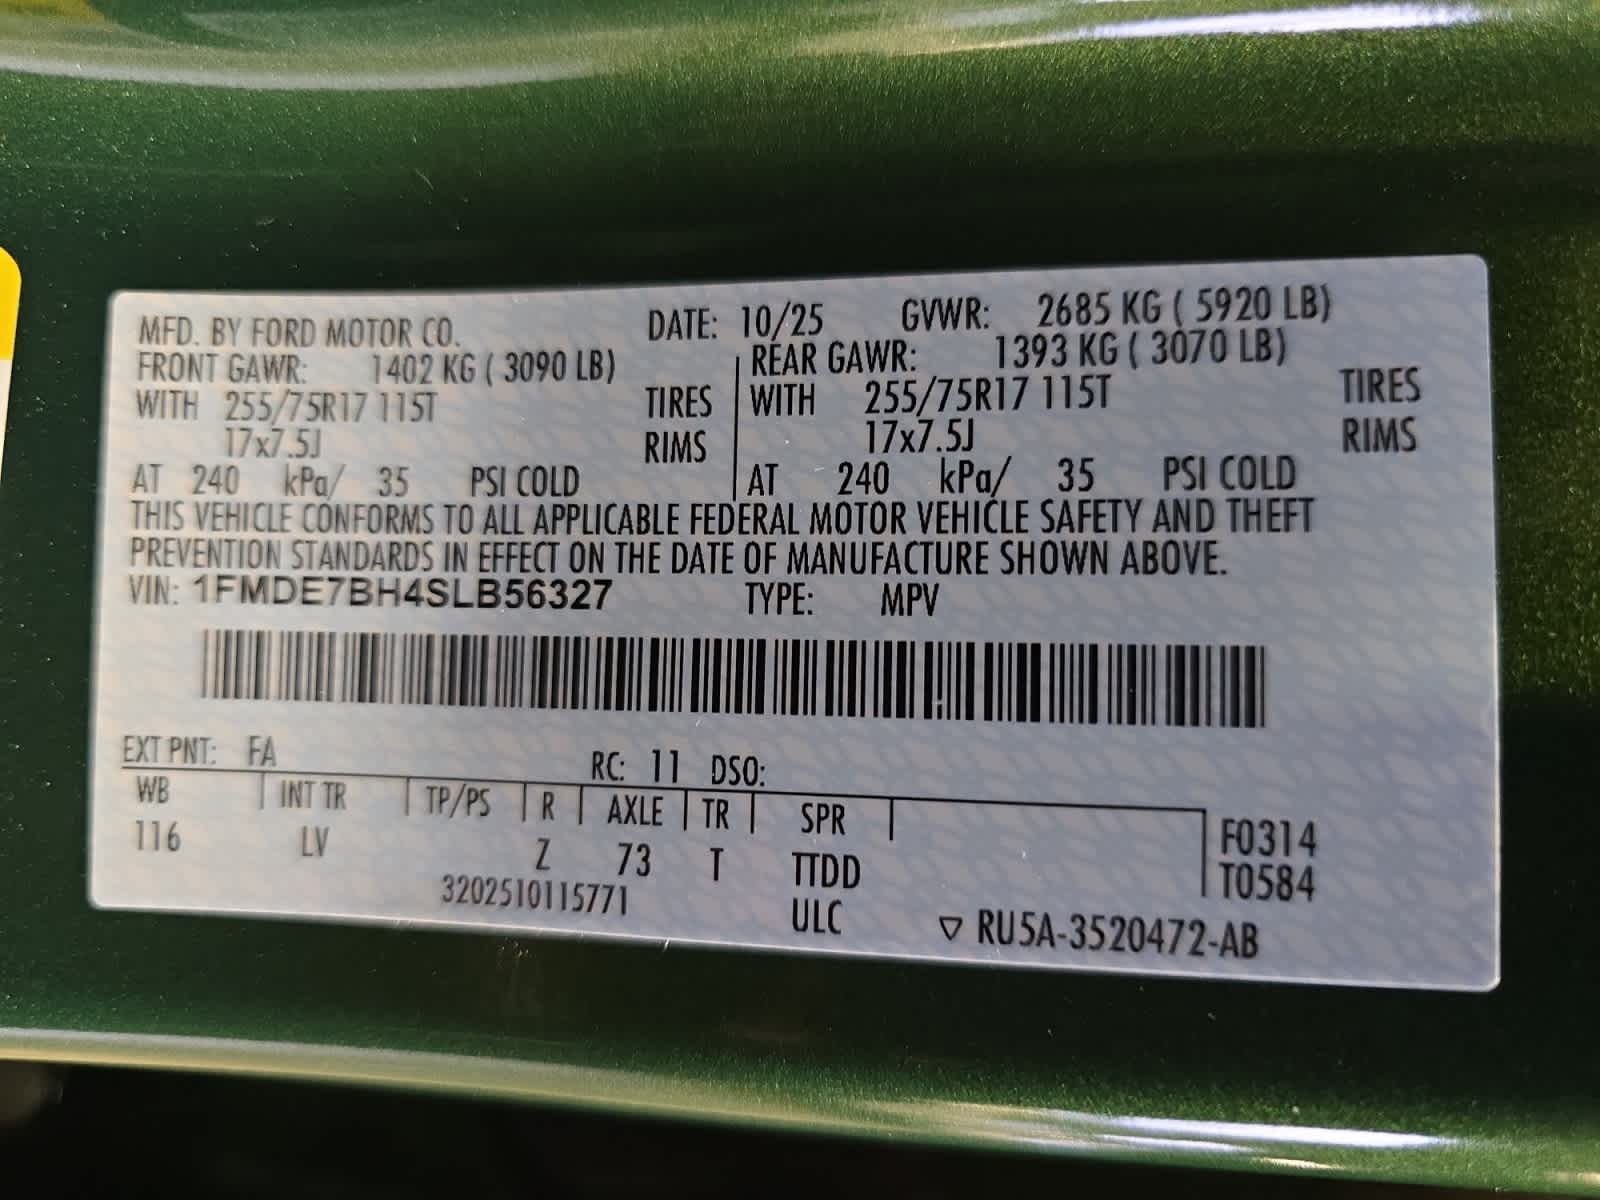 MFD. BY FORD MOTOR CO. DATE: 10/25 GVWR: 2685 KG ( 5920 LB)
FRONT GAWR: 1402 KG ( 3090 LB) REAR GAWR: 1393 KG ( 3070 LB)
WITH 255/75R17 115T TIRES WITH 255/75R17 115T TIRES
17x7.5J RIMS 17x7.5J RIMS
AT 240 kPa/ 35 PSI COLD AT 240 kPa/ 35 PSI COLD
THIS VEHICLE CONFORMS TO ALL APPLICABLE FEDERAL MOTOR VEHICLE SAFETY AND THEFT
PREVENTION STANDARDS IN EFFECT ON THE DATE OF MANUFACTURE SHOWN ABOVE.
VIN: 1FMDE7BH4SLB56327 TYPE: MPV
EXT PNT: FA RC: 11 DSO:
WB INT TR TP/PS R AXLE TR SPR
116 LV Z 73 T TTDD
F0314
T0584
3202510115771 ULC ▽ RU5A-3520472-AB